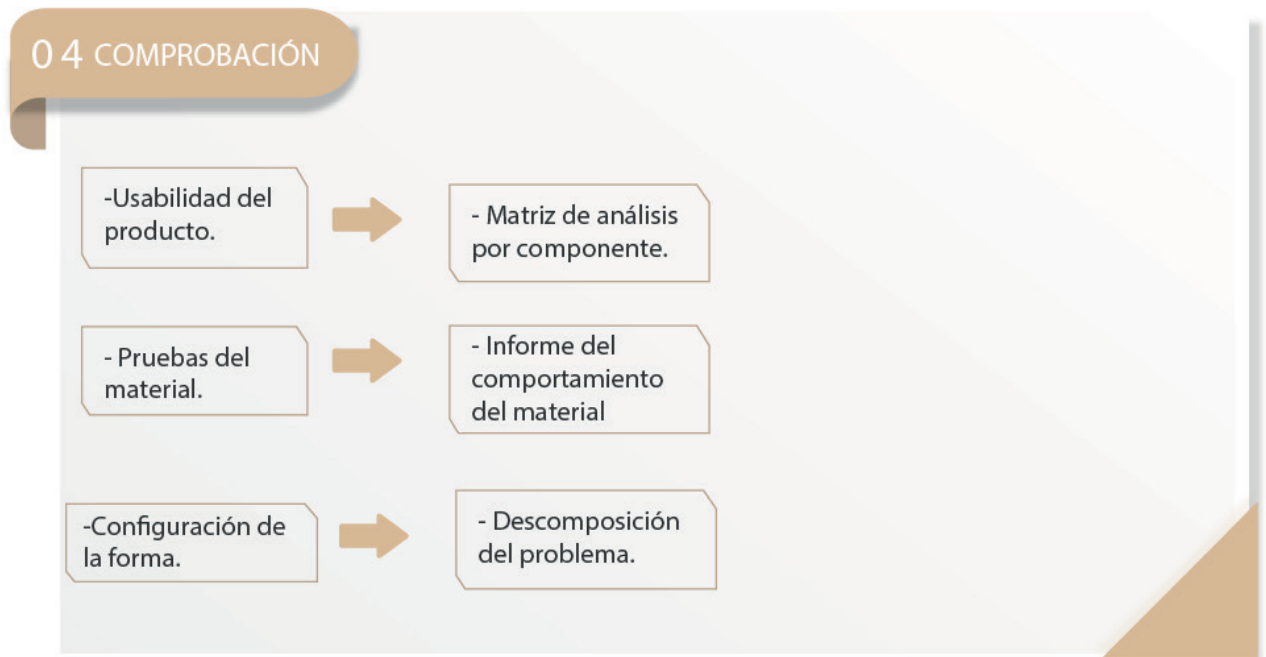 0 4 COMPROBACIÓN
-Usabilidad del
producto.
- Matriz de análisis
por componente.
- Pruebas del
material.
- Informe del
comportamiento
del material
-Configuración de
la forma.
- Descomposición
del problema.